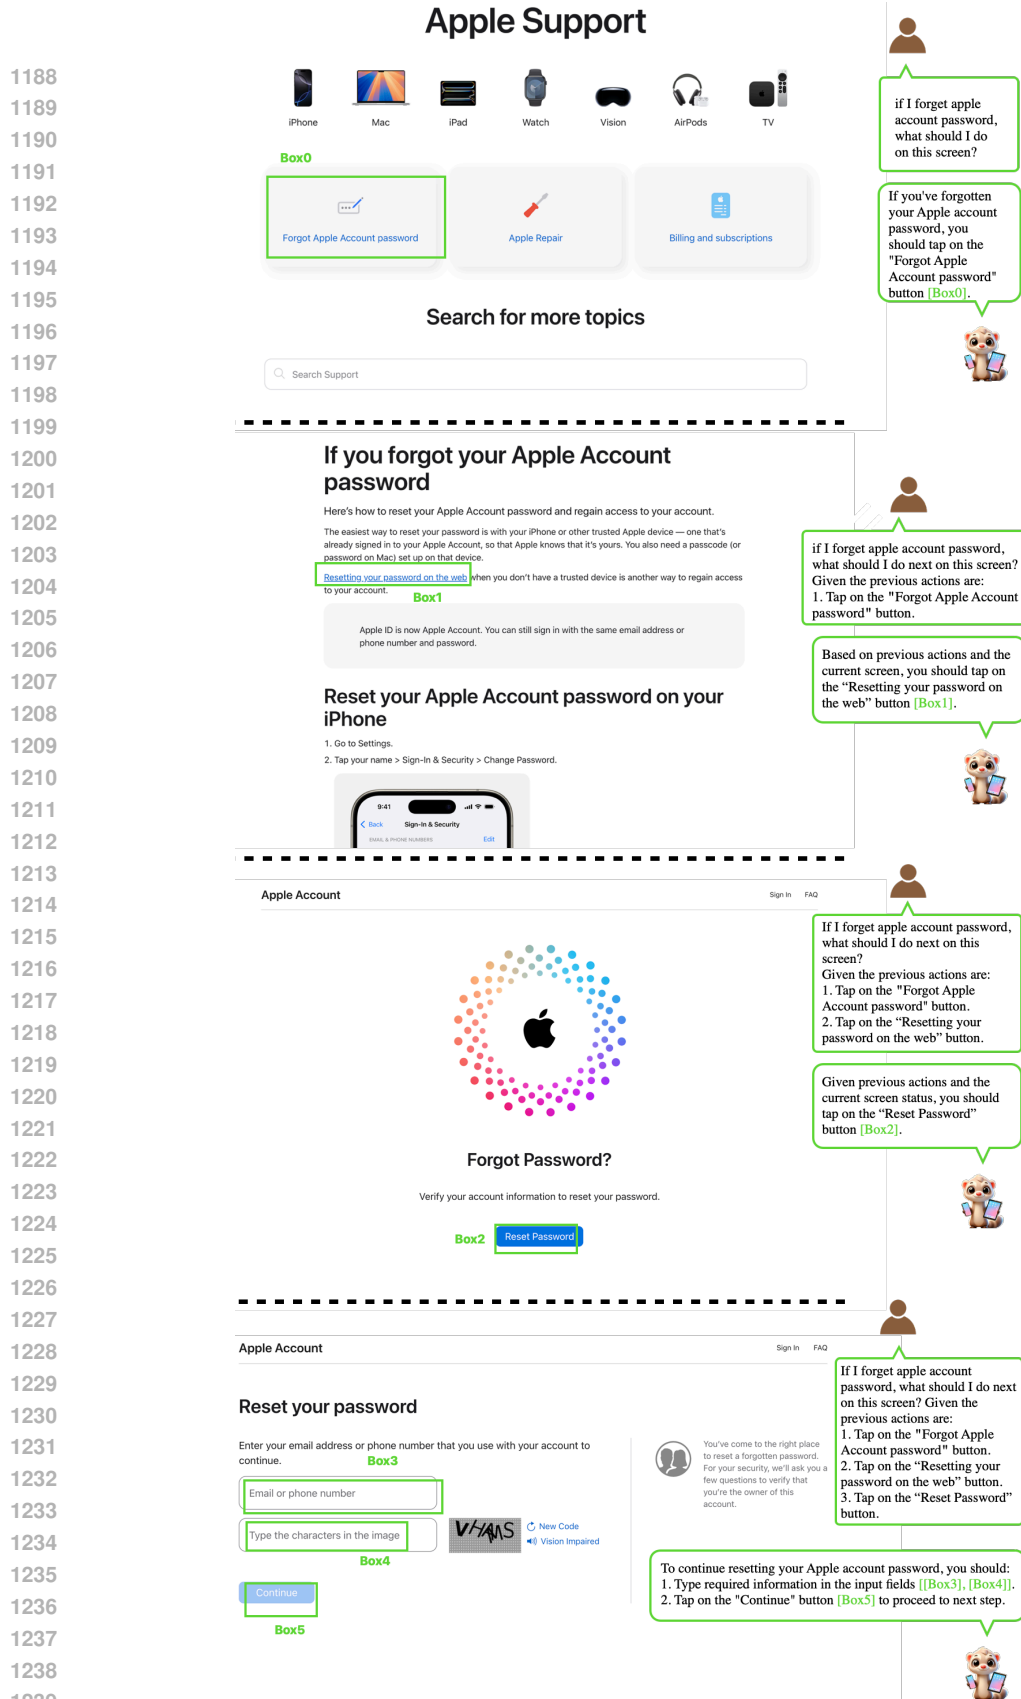 Apple Support
1188
1189
1190
1191
1192
1193
1194
1195
1196
1197
1198
1199
1200
1201
1202
1203
1204
1205
1206
1207
1208
1209
1210
1211
1212
1213
1214
1215
1216
1217
1218
1219
1220
1221
1222
1223
1224
1225
1226
1227
1228
1229
1230
1231
1232
1233
1234
1235
1236
1237
1238
iPhone
Mac
iPad
Watch
Vision
AirPods
TV
Box0
Forgot Apple Account password
Apple Repair
Billing and subscriptions
Search for more topics
Search Support
if I forget apple
account password,
what should I do
on this screen?
If you've forgotten
your Apple account
password, you
should tap on the
"Forgot Apple
Account password"
button [Box0].
If you forgot your Apple Account
password
Here's how to reset your Apple Account password and regain access to your account.
The easiest way to reset your password is with your iPhone or other trusted Apple device — one that's
already signed in to your Apple Account, so that Apple knows that it's yours. You also need a passcode (or
password on Mac) set up on that device.
Resetting your password on the web when you don't have a trusted device is another way to regain access
to your account.
Box1
Apple ID is now Apple Account. You can still sign in with the same email address or
phone number and password.
Reset your Apple Account password on your
iPhone
1. Go to Settings.
2. Tap your name > Sign-In & Security > Change Password.
9:41
Back
Sign-In & Security
EMAIL & PHONE NUMBERS
Edit
if I forget apple account password,
what should I do next on this screen?
Given the previous actions are:
1. Tap on the "Forgot Apple Account
password" button.
Based on previous actions and the
current screen, you should tap on
the “Resetting your password on
the web” button [Box1].
Apple Account
Sign In
FAQ
Forgot Password?
Verify your account information to reset your password.
Box2
Reset Password
If I forget apple account password,
what should I do next on this
screen?
Given the previous actions are:
1. Tap on the "Forgot Apple
Account password" button.
2. Tap on the “Resetting your
password on the web” button.
Given previous actions and the
current screen status, you should
tap on the “Reset Password”
button [Box2].
Apple Account
Sign In
FAQ
Reset your password
Enter your email address or phone number that you use with your account to
continue.
Box3
Email or phone number
Type the characters in the image
VHAMS
New Code
Vision Impaired
Box4
Continue
Box5
You've come to the right place
to reset a forgotten password.
For your security, we'll ask you a
few questions to verify that
you're the owner of this
account.
If I forget apple account
password, what should I do next
on this screen? Given the
previous actions are:
1. Tap on the "Forgot Apple
Account password" button.
2. Tap on the “Resetting your
password on the web” button.
3. Tap on the “Reset Password”
button.
To continue resetting your Apple account password, you should:
1. Type required information in the input fields [[Box3], [Box4]].
2. Tap on the "Continue" button [Box5] to proceed to next step.